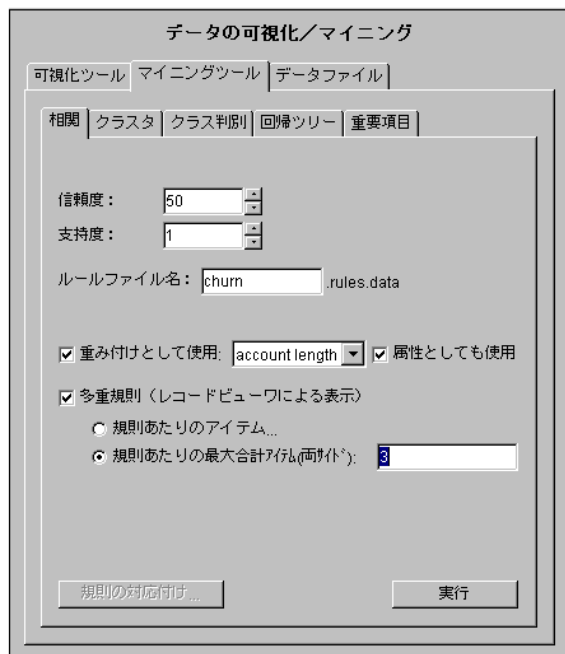 データの可視化／マイニング
可視化ツール マイニングツール データファイル
相関 クラスタ クラス判別 回帰ツリー 重要項目
信頼度： 50
支持度： 1
ルールファイル名： churn .rules.data
重み付けとして使用: account length 属性としても使用
多重規則（レコードビューワによる表示）
規則あたりのアイテム...
規則あたりの最大合計ｱｲﾃﾑ(両ｻｲﾄﾞ): 3
規則の対応付け... 実行